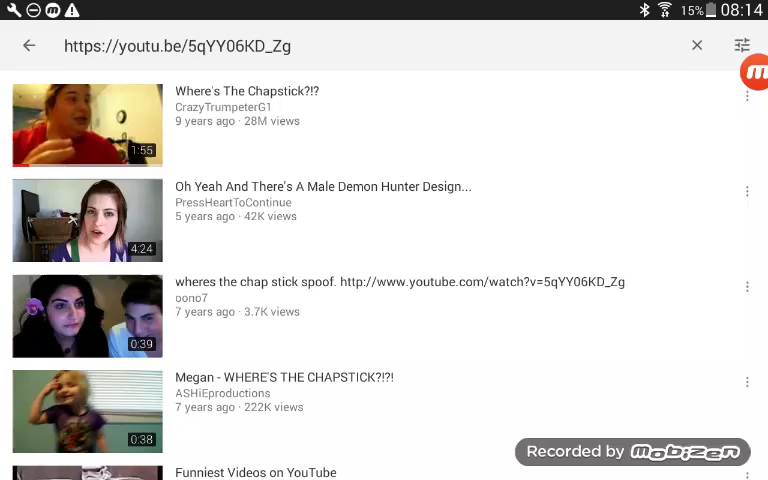 15% 08:14
https://youtu.be/5qYY06KD_Zg
Where's The Chapstick?!?
CrazyTrumpeterG1
9 years ago · 28M views
1:55
Oh Yeah And There's A Male Demon Hunter Design...
PressHeartToContinue
5 years ago · 42K views
4:24
wheres the chap stick spoof. http://www.youtube.com/watch?v=5qYY06KD_Zg
oono7
7 years ago · 3.7K views
0:39
Megan - WHERE'S THE CHAPSTICK?!?!
ASHiEproductions
7 years ago · 222K views
0:38
Recorded by mobizen
Funniest Videos on YouTube